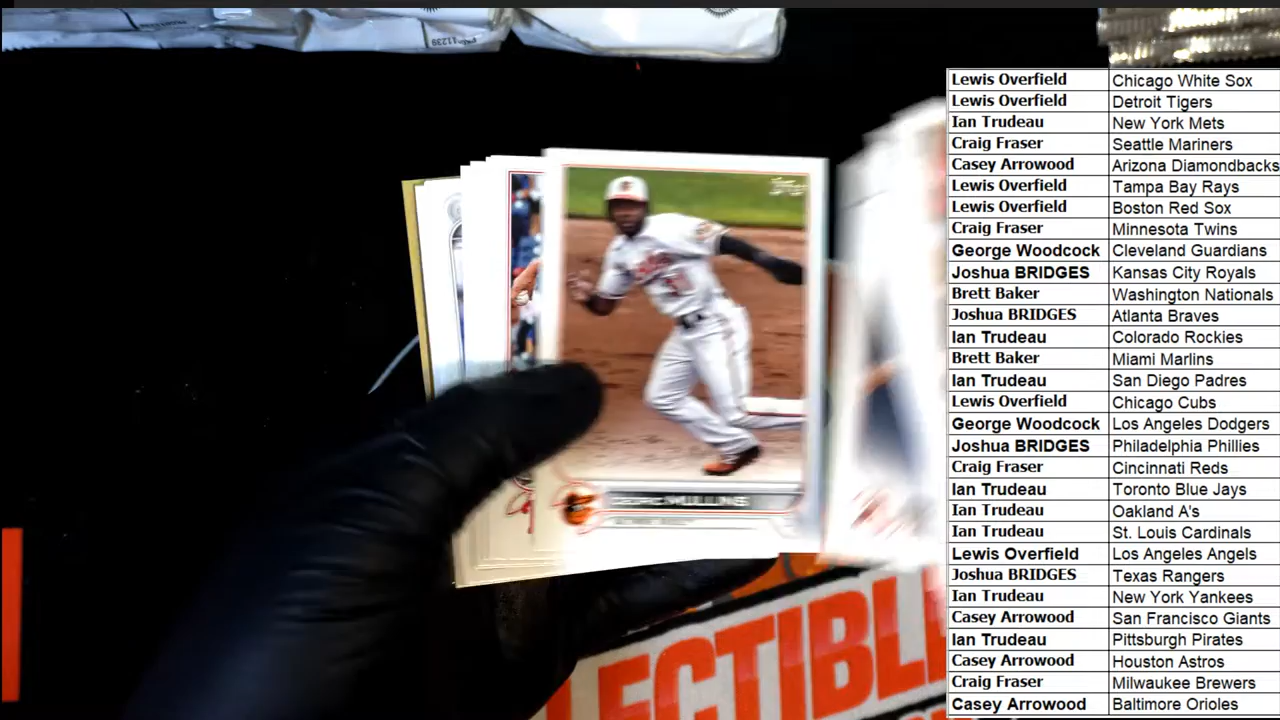 Lewis Overfield Chicago White Sox
Lewis Overfield Detroit Tigers
Ian Trudeau New York Mets
Craig Fraser Seattle Mariners
Casey Arrowood Arizona Diamondbacks
Lewis Overfield Tampa Bay Rays
Lewis Overfield Boston Red Sox
Craig Fraser Minnesota Twins
George Woodcock Cleveland Guardians
Joshua BRIDGES Kansas City Royals
Brett Baker Washington Nationals
Joshua BRIDGES Atlanta Braves
Ian Trudeau Colorado Rockies
Brett Baker Miami Marlins
Ian Trudeau San Diego Padres
Lewis Overfield Chicago Cubs
George Woodcock Los Angeles Dodgers
Joshua BRIDGES Philadelphia Phillies
Craig Fraser Cincinnati Reds
Ian Trudeau Toronto Blue Jays
Ian Trudeau Oakland A's
Ian Trudeau St. Louis Cardinals
Lewis Overfield Los Angeles Angels
Joshua BRIDGES Texas Rangers
Ian Trudeau New York Yankees
Casey Arrowood San Francisco Giants
Ian Trudeau Pittsburgh Pirates
Casey Arrowood Houston Astros
Craig Fraser Milwaukee Brewers
Casey Arrowood Baltimore Orioles
Topps
MULLINS
ECTIBL